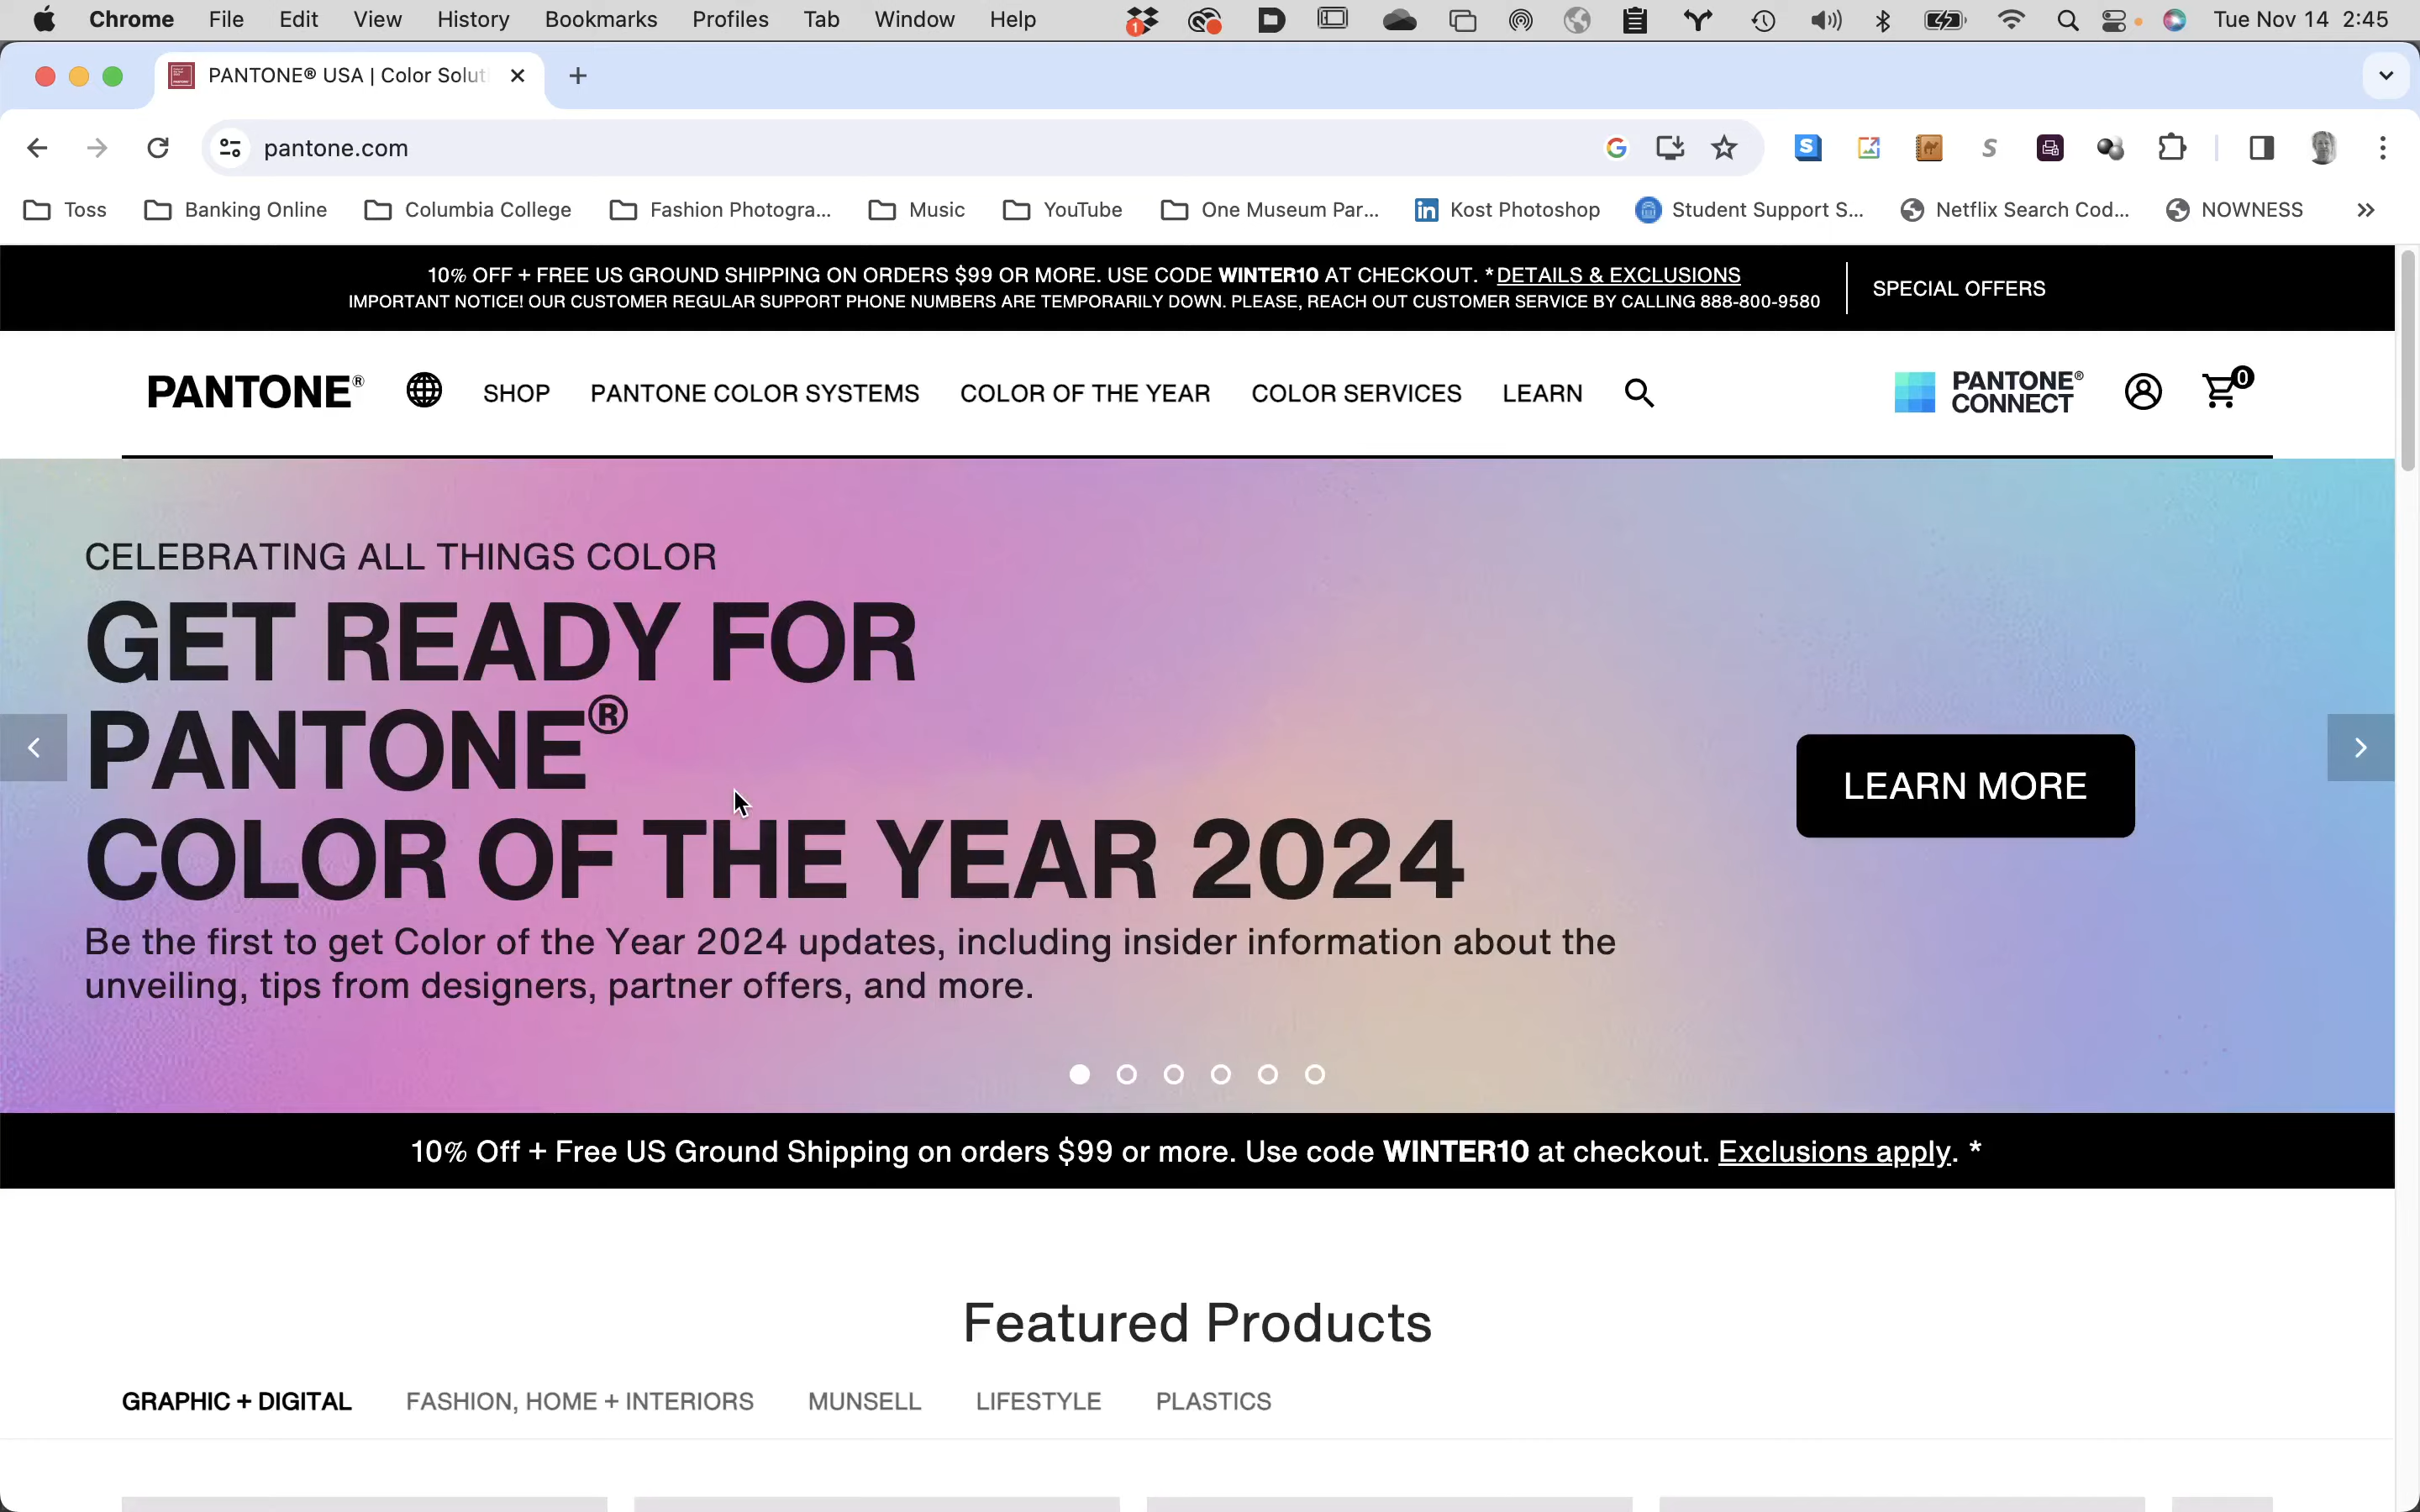 Chrome File Edit View History Bookmarks Profiles Tab Window Help Tue Nov 14 2:45
PANTONE® USA | Color Solut
pantone.com
Toss Banking Online Columbia College Fashion Photogra... Music YouTube One Museum Par... Kost Photoshop Student Support S... Netflix Search Cod... NOWNESS
10% OFF + FREE US GROUND SHIPPING ON ORDERS $99 OR MORE. USE CODE WINTER10 AT CHECKOUT. *DETAILS & EXCLUSIONS
IMPORTANT NOTICE! OUR CUSTOMER REGULAR SUPPORT PHONE NUMBERS ARE TEMPORARILY DOWN. PLEASE, REACH OUT CUSTOMER SERVICE BY CALLING 888-800-9580
SPECIAL OFFERS
PANTONE® SHOP PANTONE COLOR SYSTEMS COLOR OF THE YEAR COLOR SERVICES LEARN
PANTONE®
CONNECT
0
CELEBRATING ALL THINGS COLOR
GET READY FOR
PANTONE®
COLOR OF THE YEAR 2024
Be the first to get Color of the Year 2024 updates, including insider information about the
unveiling, tips from designers, partner offers, and more.
LEARN MORE
10% Off + Free US Ground Shipping on orders $99 or more. Use code WINTER10 at checkout. Exclusions apply. *
Featured Products
GRAPHIC + DIGITAL FASHION, HOME + INTERIORS MUNSELL LIFESTYLE PLASTICS